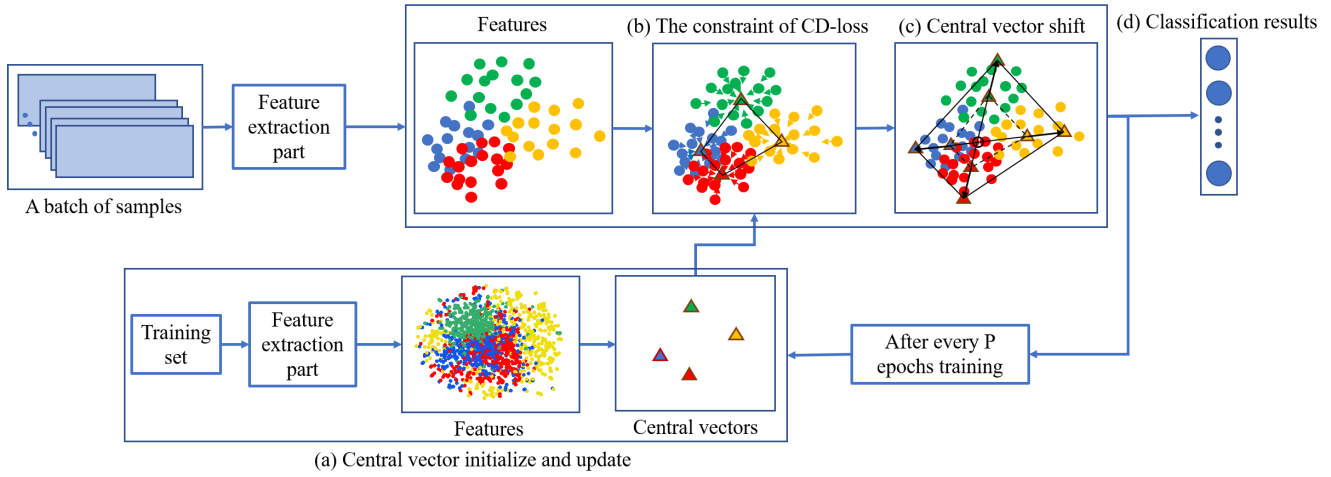 Features
(b) The constraint of CD-loss
(c) Central vector shift
(d) Classification results
Feature
extraction
part
A batch of samples
Training
set
Feature
extraction
part
Features
Central vectors
After every P
epochs training
(a) Central vector initialize and update